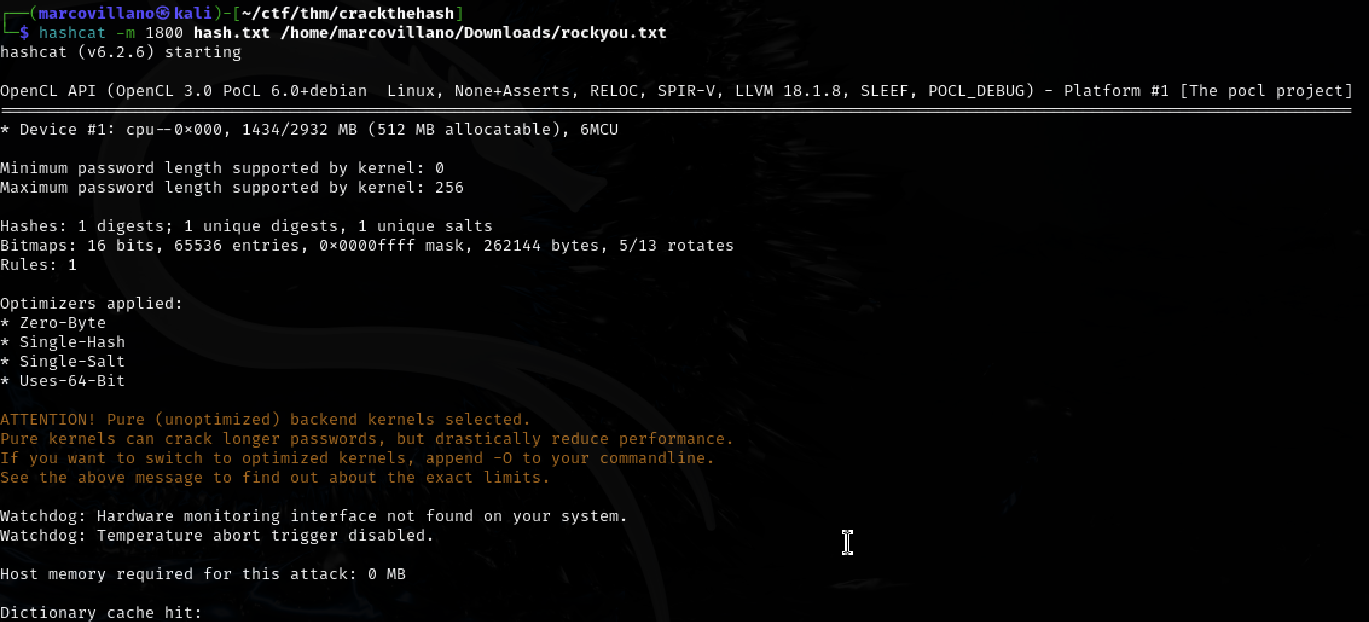 ┌──(marcovillano㉿kali)-[~/ctf/thm/crackthehash]
└─$ hashcat -m 1800 hash.txt /home/marcovillano/Downloads/rockyou.txt
hashcat (v6.2.6) starting
OpenCL API (OpenCL 3.0 PoCL 6.0+debian  Linux, None+Asserts, RELOC, SPIR-V, LLVM 18.1.8, SLEEF, POCL_DEBUG) - Platform #1 [The pocl project]
* Device #1: cpu--0x000, 1434/2932 MB (512 MB allocatable), 6MCU
Minimum password length supported by kernel: 0
Maximum password length supported by kernel: 256
Hashes: 1 digests; 1 unique digests, 1 unique salts
Bitmaps: 16 bits, 65536 entries, 0x0000ffff mask, 262144 bytes, 5/13 rotates
Rules: 1
Optimizers applied:
* Zero-Byte
* Single-Hash
* Single-Salt
* Uses-64-Bit
ATTENTION! Pure (unoptimized) backend kernels selected.
Pure kernels can crack longer passwords, but drastically reduce performance.
If you want to switch to optimized kernels, append -O to your commandline.
See the above message to find out about the exact limits.
Watchdog: Hardware monitoring interface not found on your system.
Watchdog: Temperature abort trigger disabled.
Host memory required for this attack: 0 MB
Dictionary cache hit: